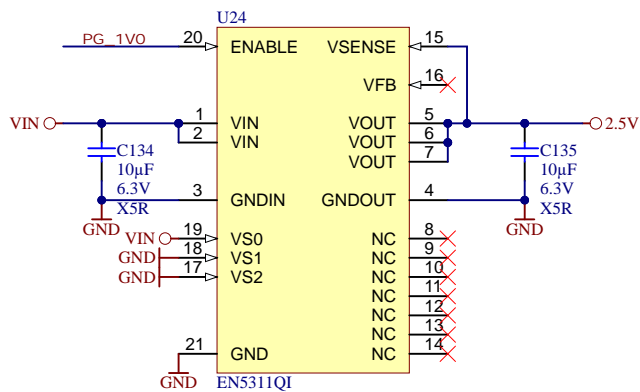 U24
PG_1V0 20 ENABLE VSENSE 15
VFB 16
VIN 1 VIN VOUT 5 2.5V
2 VIN VOUT 6
VOUT 7
C134 C135
10µF 10µF
6.3V 6.3V
X5R X5R
3 GNDIN GNDOUT 4
GND GND
VIN 19 VS0 NC 8
GND 18 VS1 NC 9
GND 17 VS2 NC 10
NC 11
NC 12
NC 13
21 GND NC 14
GND
EN5311QI